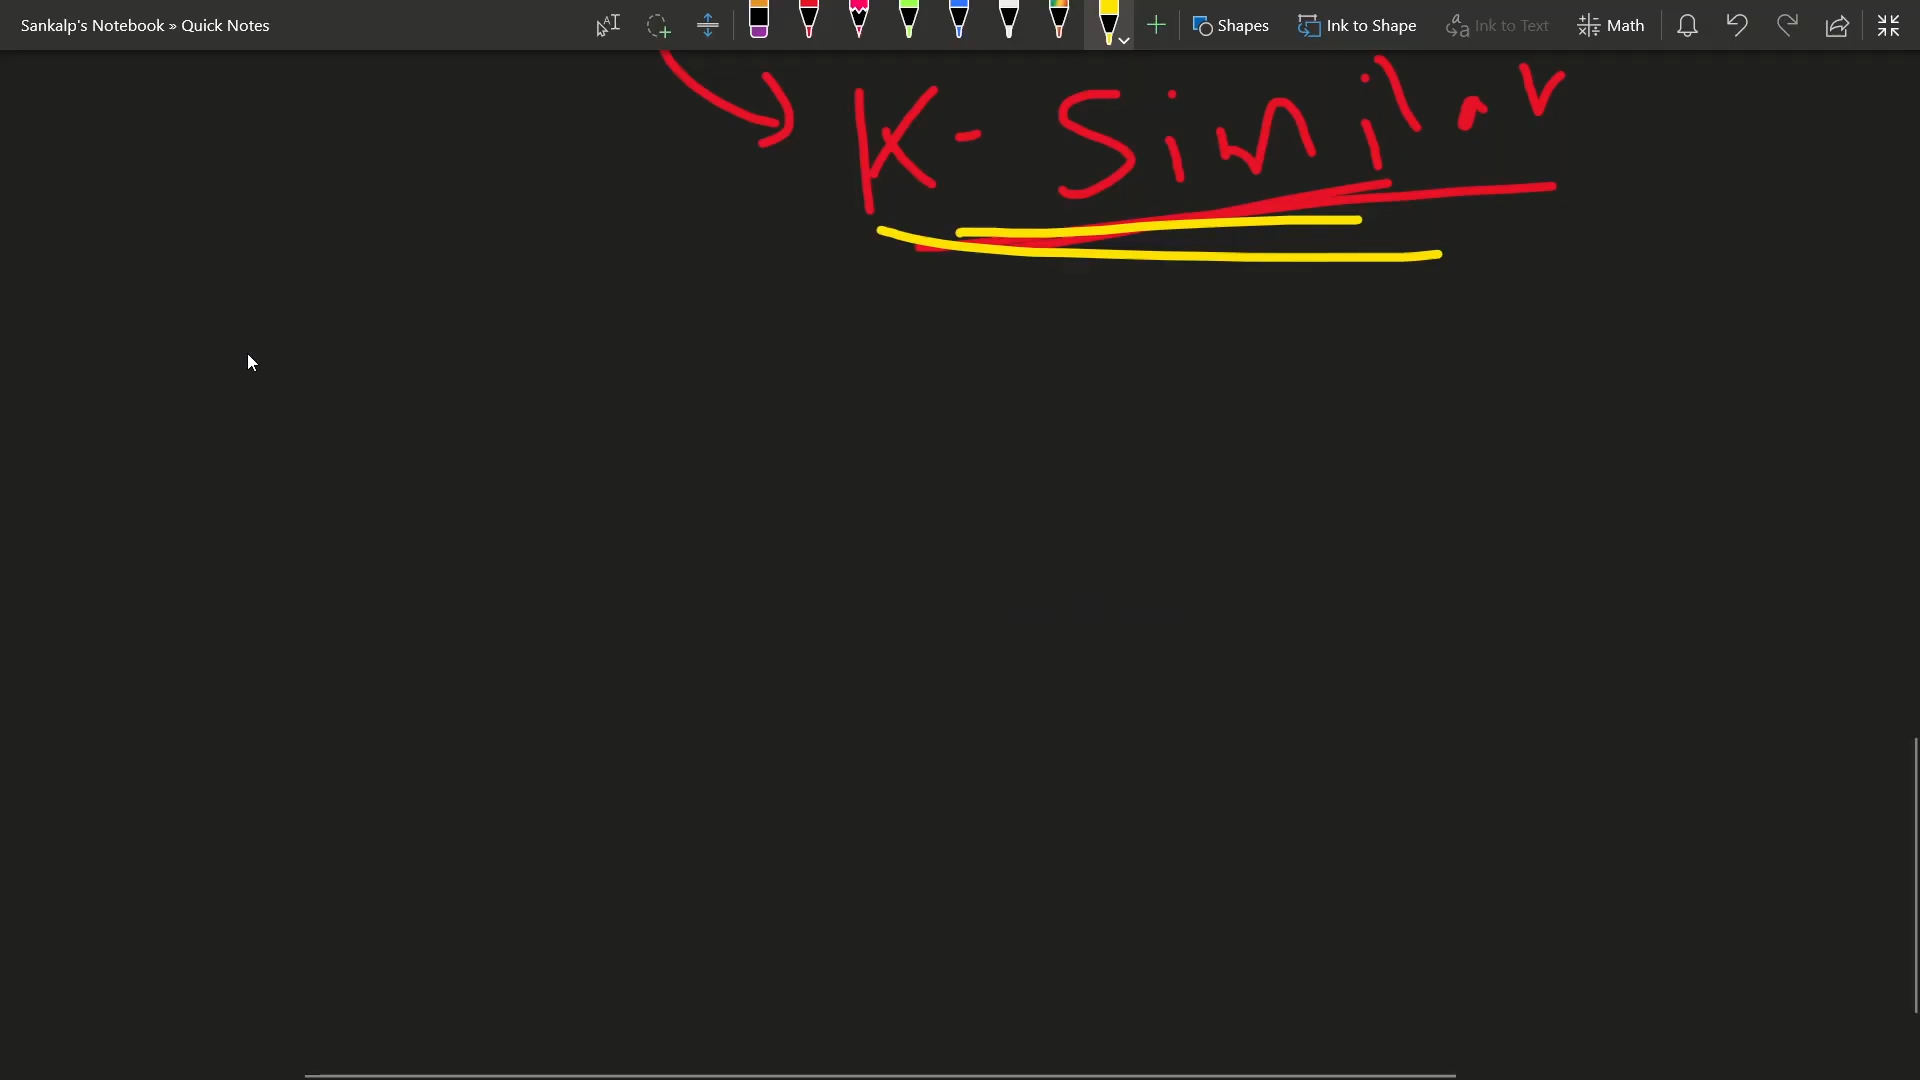 Sankalp's Notebook » Quick Notes
Shapes
Ink to Shape
Ink to Text
Math
K- Similar